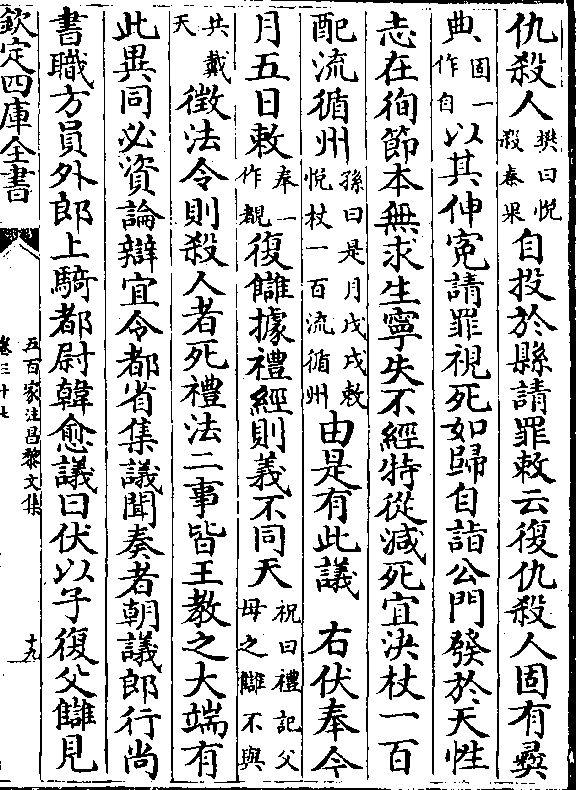 仇殺人樊曰悅殺秦果自投於縣請罪敕云復仇殺人固有彛
典固一作自以其伸寃請罪視死如歸自詣公門發於天性
志在徇節本無求生寧失不經特從減死宜決杖一百
配流循州孫曰是月戊戌敕悅杖一百流循州由是有此議 右伏奉今
月五日敕奉一作覩復讎據禮經則義不同天祝曰禮記父母之讎不與
共戴天徵法令則殺人者死禮法二事皆王教之大端有
此異同必資論辯宜令都省集議聞奏者朝議郎行尚
書職方員外郎上騎都尉韓愈議曰伏以子復父讎見
欽定四庫全書
五百家注昌黎文集
卷三十七
十九